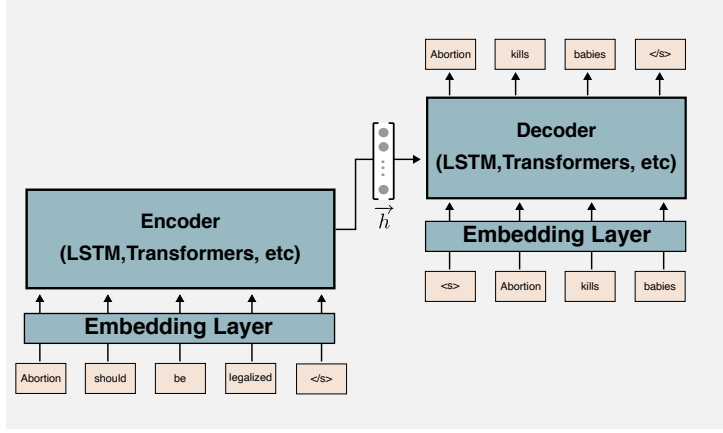 Abortion kills babies </s>
Decoder
(LSTM,Transformers, etc)
h
Encoder
(LSTM,Transformers, etc)
Embedding Layer
<s> Abortion kills babies
Embedding Layer
Abortion should be legalized </s>